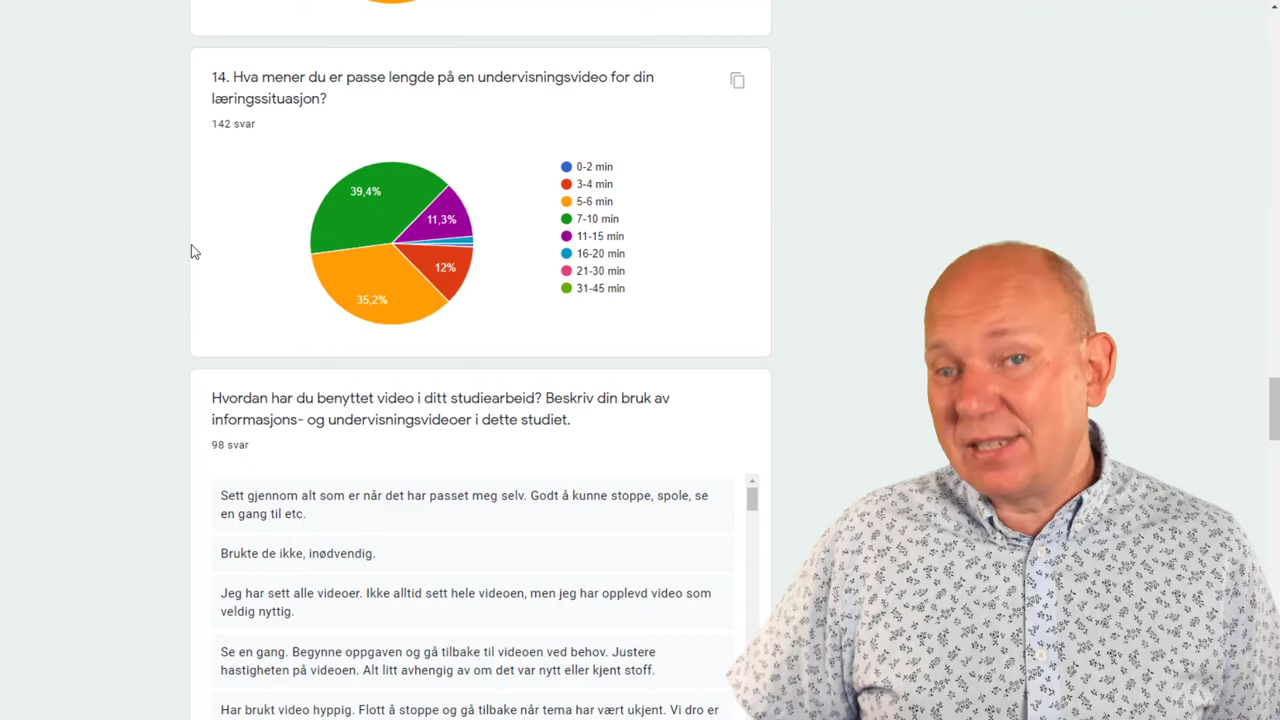 14. Hva mener du er passe lengde på en undervisningsvideo for din
læringssituasjon?
142 svar
39,4%
11,3%
12%
35,2%
0-2 min
3-4 min
5-6 min
7-10 min
11-15 min
16-20 min
21-30 min
31-45 min
Hvordan har du benyttet video i ditt studiearbeid? Beskriv din bruk av
informasjons- og undervisningsvideoer i dette studiet.
98 svar
Sett gjennom alt som er når det har passet meg selv. Godt å kunne stoppe, spole, se
en gang til etc.
Brukte de ikke, inødvendig.
Jeg har sett alle videoer. Ikke alltid sett hele videoen, men jeg har opplevd video som
veldig nyttig.
Se en gang. Begynne oppgaven og gå tilbake til videoen ved behov. Justere
hastigheten på videoen. Alt litt avhengig av om det var nytt eller kjent stoff.
Har brukt video hyppig. Flott å stoppe og gå tilbake når tema har vært ukjent. Vi dro er